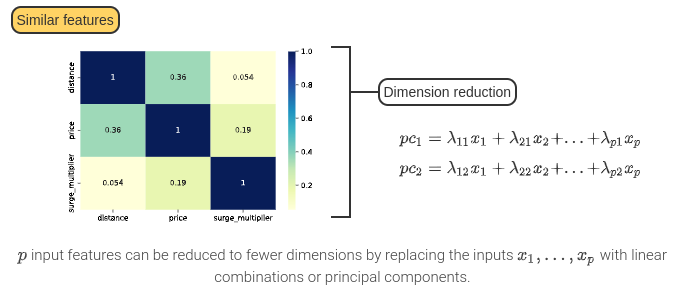 Similar features
distance
price
surge_multiplier
1 0.36 0.054
0.36 1 0.19
0.054 0.19 1
distance price surge_multiplier
1.0
0.8
0.6
0.4
0.2
Dimension reduction
pc₁ = λ₁₁x₁ + λ₂₁x₂+...+λₚ₁xₚ
pc₂ = λ₁₂x₁ + λ₂₂x₂+...+λₚ₂xₚ
p input features can be reduced to fewer dimensions by replacing the inputs x₁, ..., xₚ with linear
combinations or principal components.